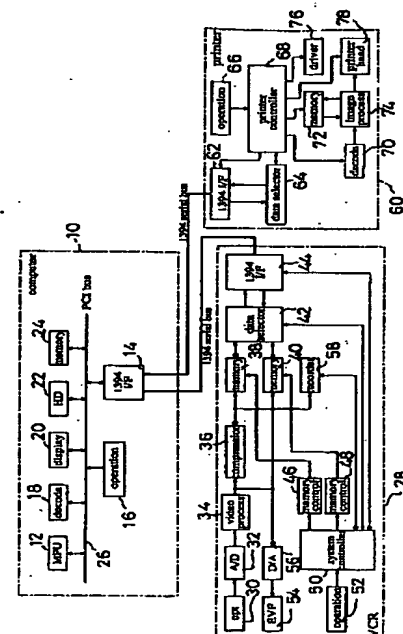 computer
10
24
memory
22
HD
20
display
18
decode
12
MPU
PCI bus
26
14
1394 I/F
operation
16
1394 serial bus
1394 serial bus
printer
66
operation
68
printer controller
76
driver
78
printer head
62
1394 I/F
72
memory
image process
74
data selector
64
decode
70
60
1394 I/F
44
data selector
42
memory
38
memory
40
recorder
58
36
compression
34
video process
A/D
32
opt
30
D/A
56
EVF
54
memory control
46
memory control
48
system controller
50
operation
52
28
VCR